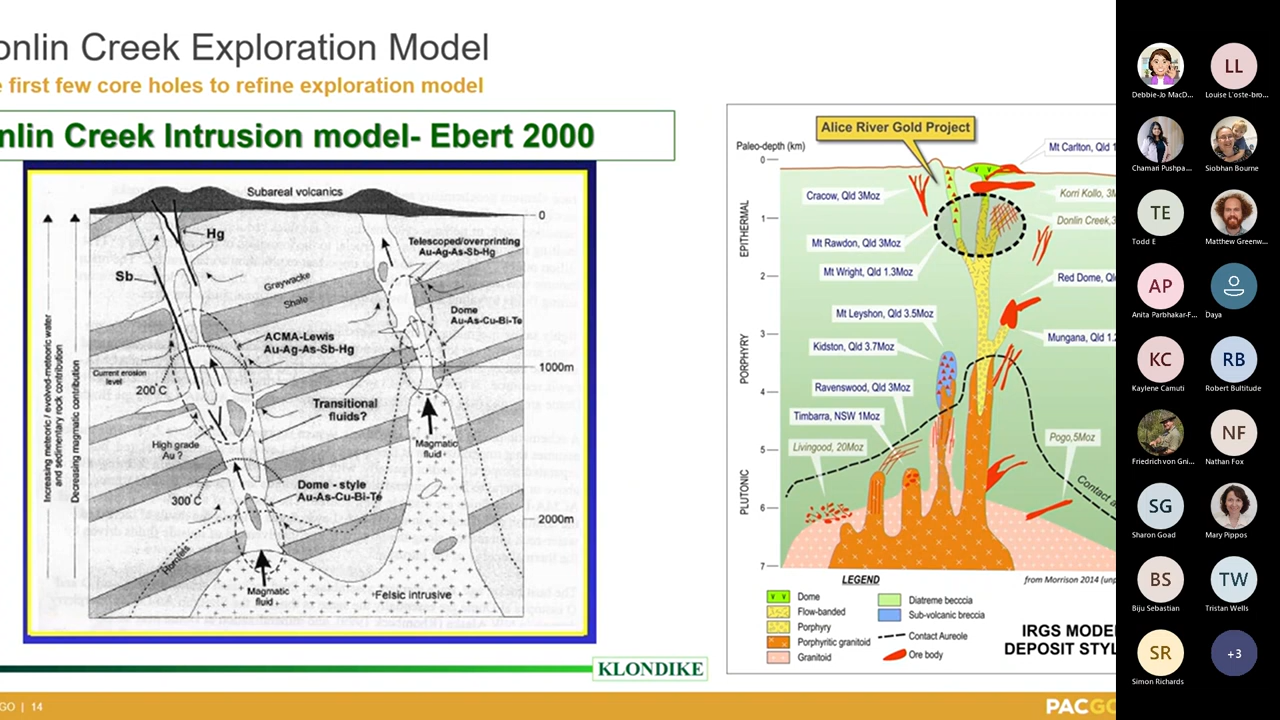 onlin Creek Exploration Model
e first few core holes to refine exploration model
nlin Creek Intrusion model- Ebert 2000
Subareal volcanics
0
Hg
Sb
Telescoped/overprinting
Au-Ag-As-Sb-Hg
Graywacke
Shale
Dome
Au-As-Cu-Bi-Te
ACMA-Lewis
Au-Ag-As-Sb-Hg
1000m
Current erosion
level
200°C
Transitional
fluids?
High grade
Au ?
Magmatic
fluid
300°C
Dome - style
Au-As-Cu-Bi-Te
2000m
Hornfels
Magmatic
fluid
Felsic intrusive
Increasing meteoric / evolved-meteoric water
and sedimentary rock contribution
Decreasing magmatic contribution
KLONDIKE
Alice River Gold Project
Paleo-depth (km)
0
1
2
3
4
5
6
7
EPITHERMAL
PORPHYRY
PLUTONIC
Mt Carlton, Qld 1
Cracow, Qld 3Moz
Korri Kollo, 3M
Donlin Creek,3
Mt Rawdon, Qld 3Moz
Mt Wright, Qld 1.3Moz
Red Dome, Ql
Mt Leyshon, Qld 3.5Moz
Mungana, Qld 1.2
Kidston, Qld 3.7Moz
Ravenswood, Qld 3Moz
Timbarra, NSW 1Moz
Livingood, 20Moz
Pogo,5Moz
Contact a
LEGEND
from Morrison 2014 (unp
Dome
Flow-banded
Porphyry
Porphyritic granitoid
Granitoid
Diatreme becccia
Sub-volcanic breccia
Contact Aureole
Ore body
IRGS MODE
DEPOSIT STYL
GO | 14
PACGO
Debbie-Jo MacD...
LL
Louise L'oste-bro...
Chamari Pushpa...
Siobhan Bourne
TE
Todd E
Matthew Greenw...
AP
Anita Parbhakar-F...
Daya
KC
Kaylene Camuti
RB
Robert Bultitude
Friedrich von Gni...
NF
Nathan Fox
SG
Sharon Goad
Mary Pippos
BS
Biju Sebastian
TW
Tristan Wells
SR
Simon Richards
+3